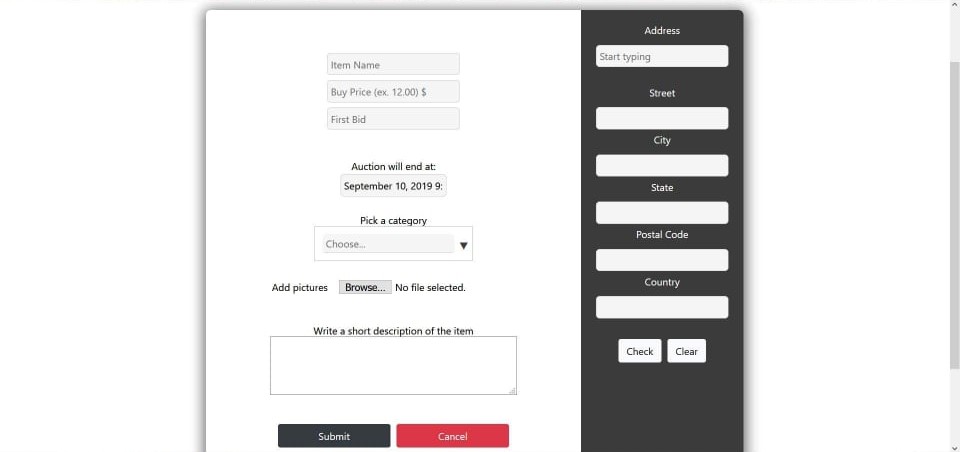 Item Name
Buy Price (ex. 12.00) $
First Bid
Auction will end at:
September 10, 2019 9:
Pick a category
Choose...
Add pictures Browse... No file selected.
Write a short description of the item
Submit Cancel
Address
Start typing
Street
City
State
Postal Code
Country
Check Clear